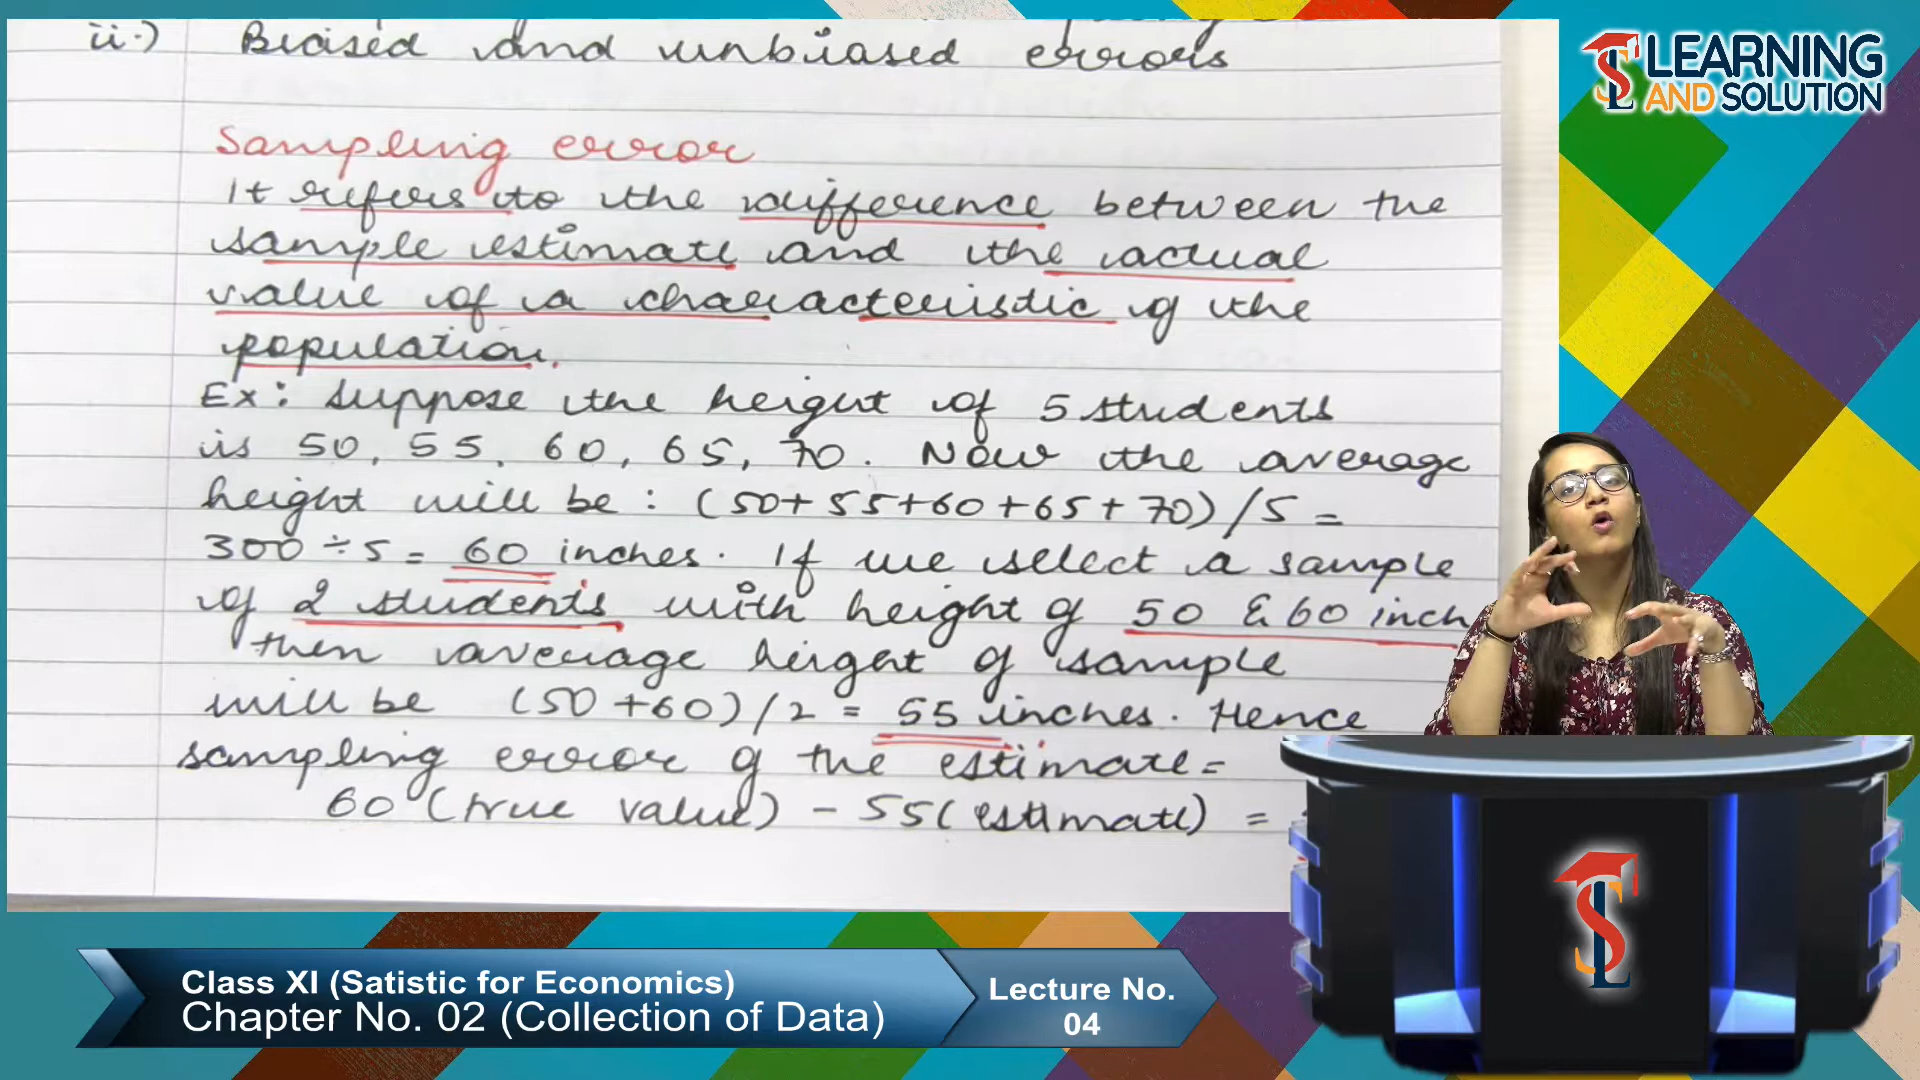 ii.) Biased and unbiased errors
Sampling error
It refers to the difference between the
sample estimate and the actual
value of a characteristic of the
population.
Ex: Suppose the height of 5 students
is 50, 55, 60, 65, 70. Now the average
height will be : (50+55+60+65+70)/5 =
300÷5 = 60 inches. If we select a sample
of 2 students with height of 50 & 60 inch
then average height of sample
will be (50+60)/2 = 55 inches. Hence
sampling error of the estimate =
60 (true value) - 55 (estimate) =
LEARNING
AND SOLUTION
Class XI (Satistic for Economics)
Chapter No. 02 (Collection of Data)
Lecture No.
04